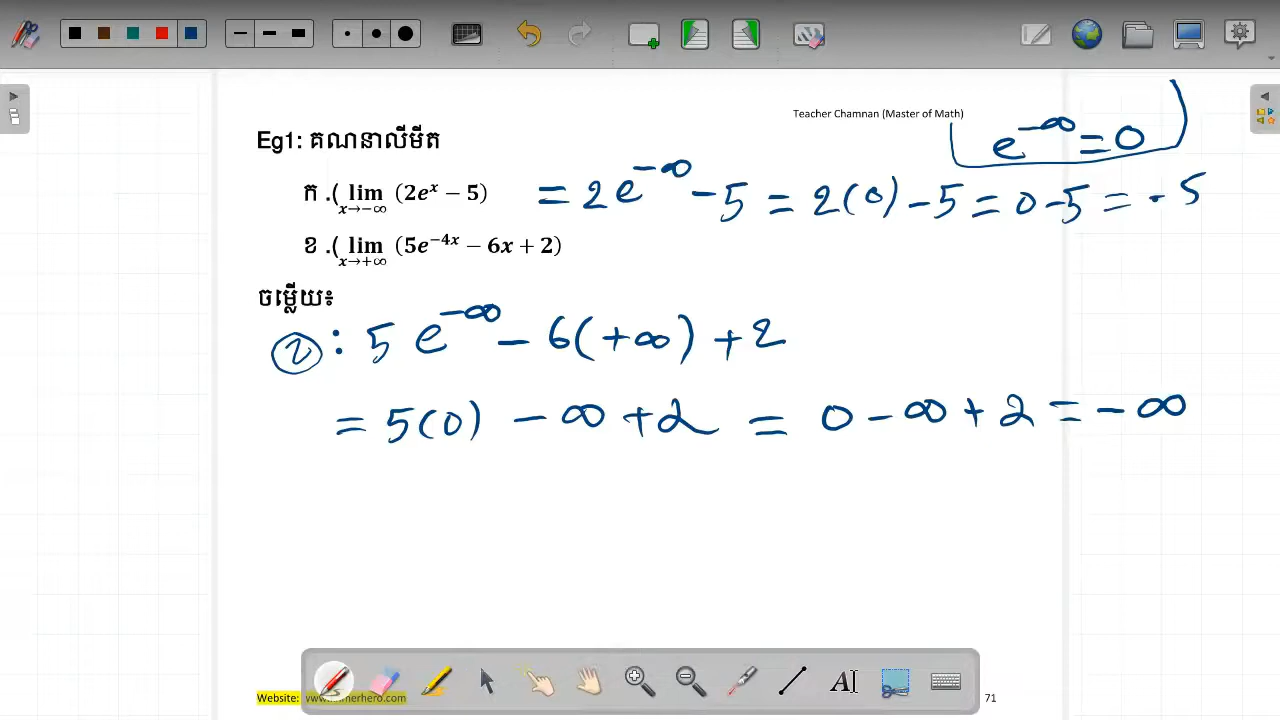 Teacher Chamnan (Master of Math)
e^{-∞} = 0
Eg1: គណនាលីមីត
ក .( lim_{x→-∞} (2e^x − 5) = 2e^{-∞} - 5 = 2(0) - 5 = 0 - 5 = - 5
ខ .( lim_{x→+∞} (5e^{−4x} − 6x + 2)
ចម្លើយ៖
② : 5 e^{-∞} - 6(+∞) + 2
= 5(0) - ∞ + 2 = 0 - ∞ + 2 = - ∞
Website: 71